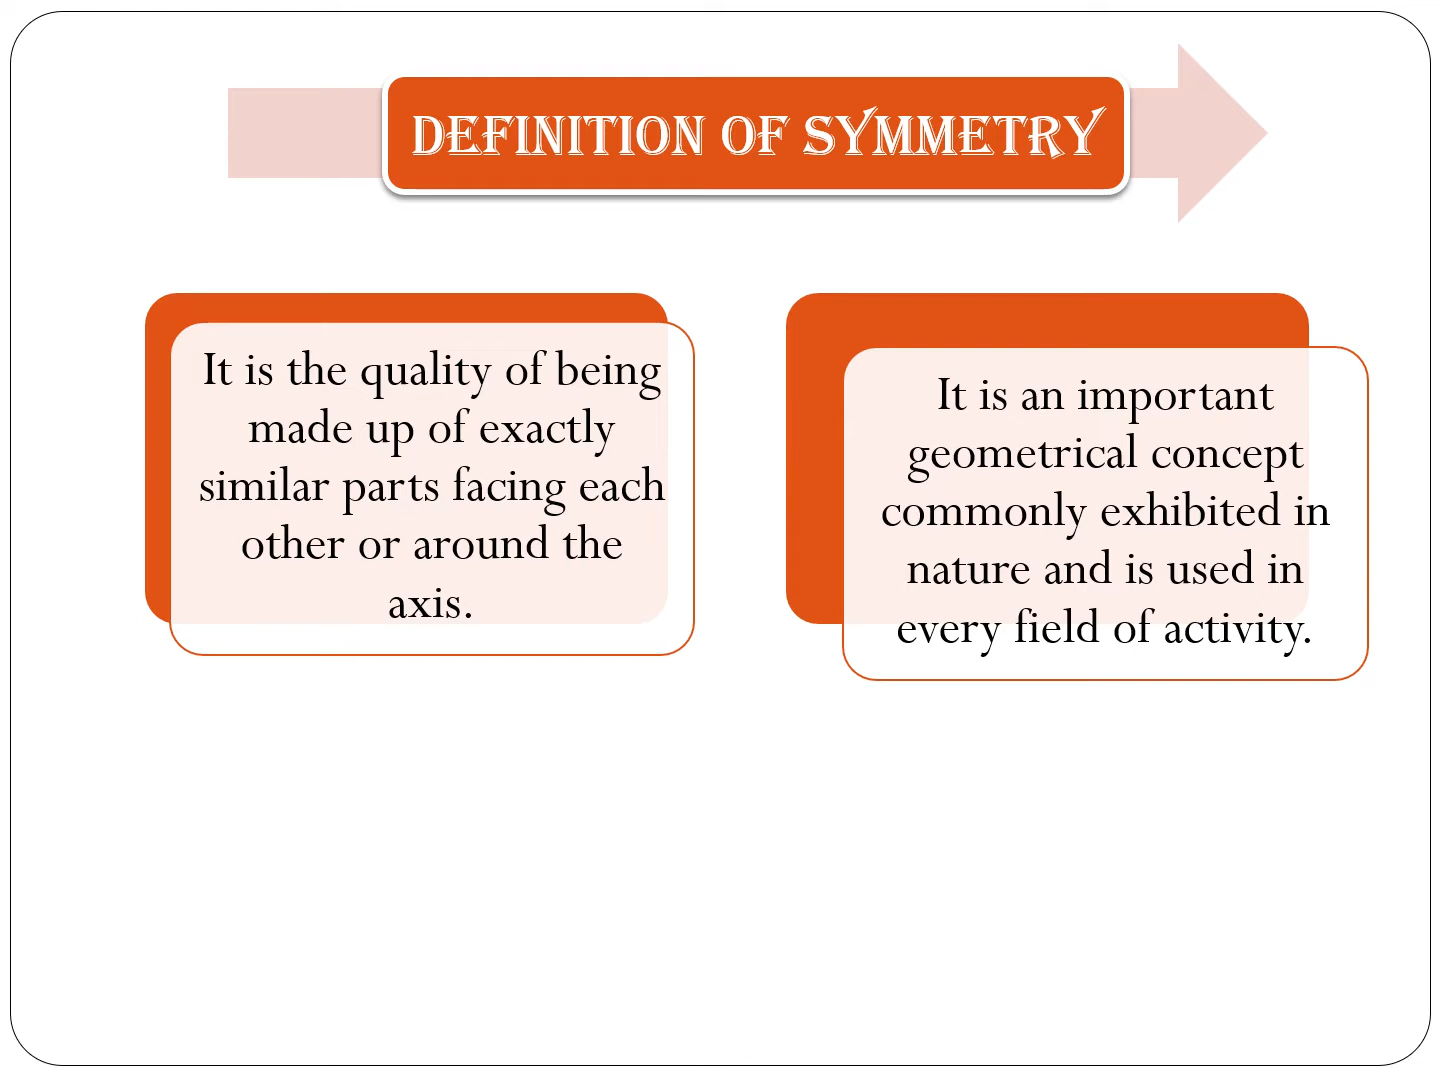 DEFINITION OF SYMMETRY
It is the quality of being
made up of exactly
similar parts facing each
other or around the
axis.
It is an important
geometrical concept
commonly exhibited in
nature and is used in
every field of activity.